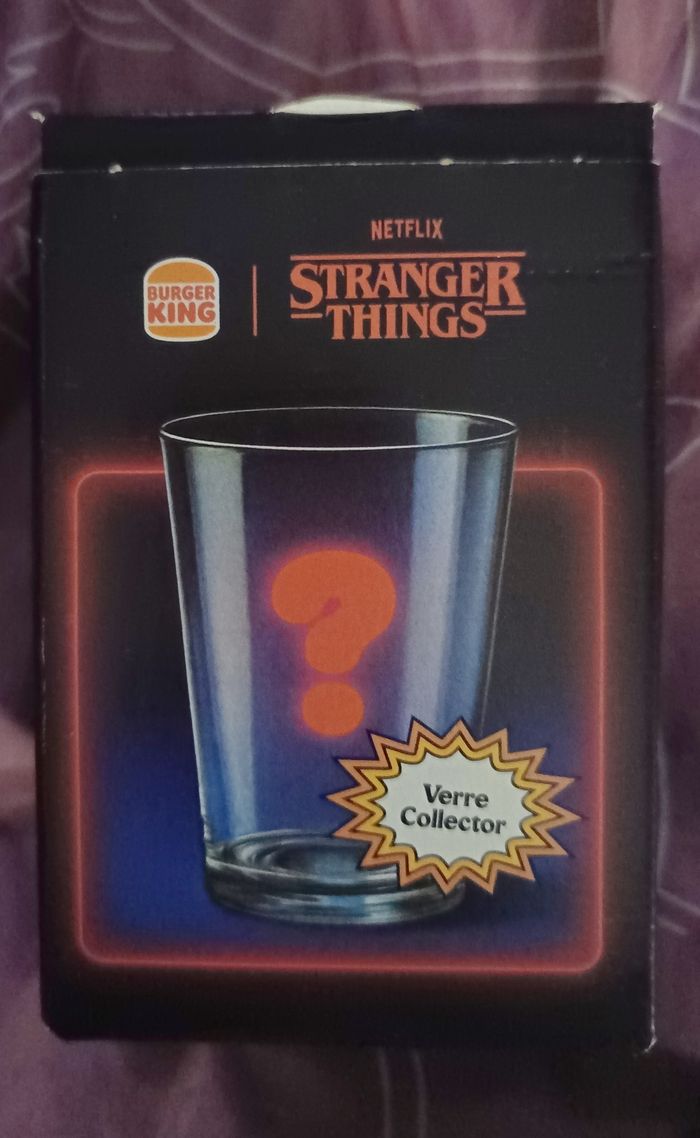 NETFLIX
BURGER
KING
STRANGER
THINGS
?
Verre
Collector